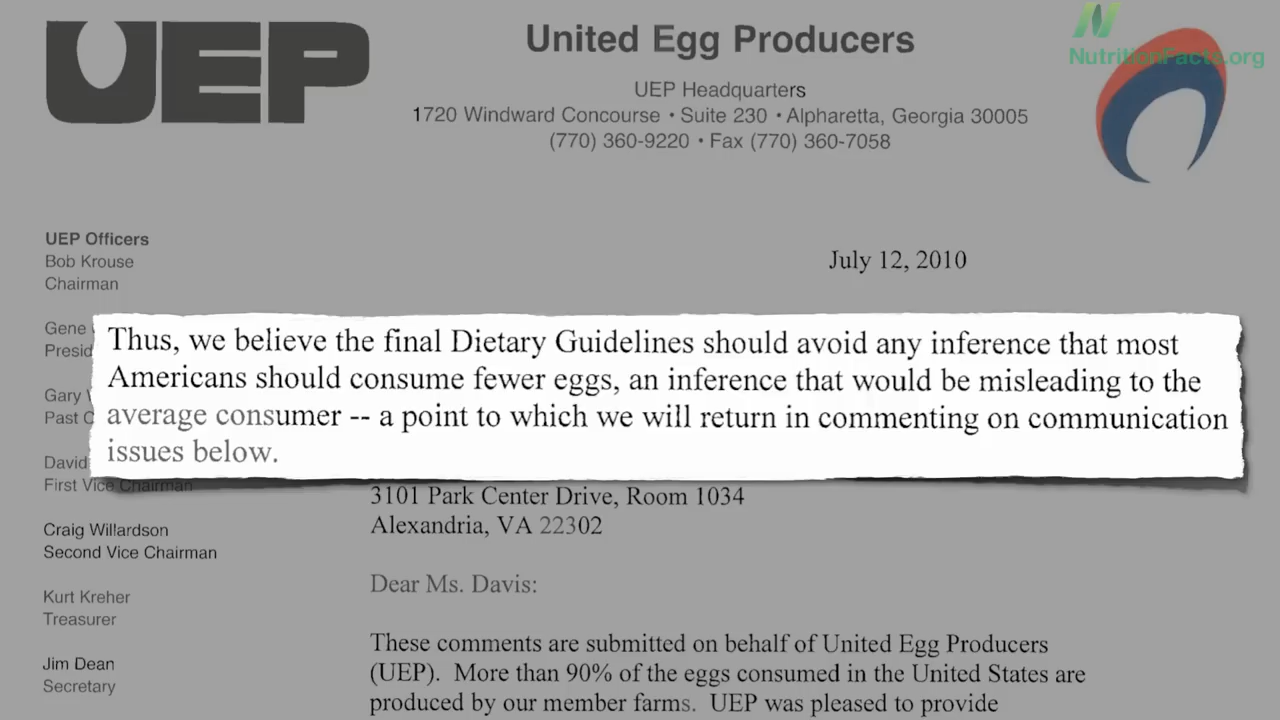 UEP
United Egg Producers
NutritionFacts.org
UEP Headquarters
1720 Windward Concourse • Suite 230 • Alpharetta, Georgia 30005
(770) 360-9220 • Fax (770) 360-7058
UEP Officers
Bob Krouse
Chairman
July 12, 2010
Gene
Presid
Gary
Past C
David
First Vice Chairman
Thus, we believe the final Dietary Guidelines should avoid any inference that most
Americans should consume fewer eggs, an inference that would be misleading to the
average consumer -- a point to which we will return in commenting on communication
issues below.
3101 Park Center Drive, Room 1034
Alexandria, VA 22302
Craig Willardson
Second Vice Chairman
Kurt Kreher
Treasurer
Jim Dean
Secretary
Dear Ms. Davis:
These comments are submitted on behalf of United Egg Producers
(UEP). More than 90% of the eggs consumed in the United States are
produced by our member farms. UEP was pleased to provide